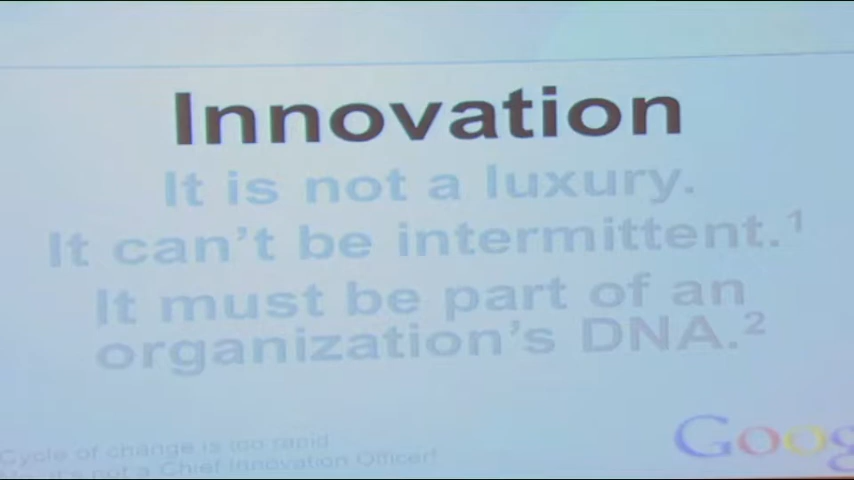 Innovation
It is not a luxury.
It can't be intermittent.¹
It must be part of an
organization's DNA.²
Cycle of change is too rapid
it's not a Chief Innovation Officer!
Goog